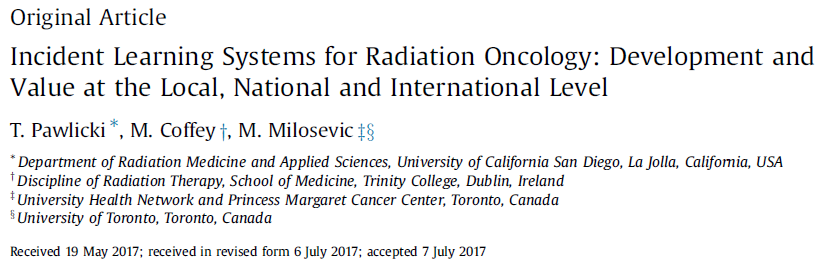 Original Article
Incident Learning Systems for Radiation Oncology: Development and
Value at the Local, National and International Level
T. Pawlicki *, M. Coffey †, M. Milosevic ‡§
* Department of Radiation Medicine and Applied Sciences, University of California San Diego, La Jolla, California, USA
† Discipline of Radiation Therapy, School of Medicine, Trinity College, Dublin, Ireland
‡ University Health Network and Princess Margaret Cancer Center, Toronto, Canada
§ University of Toronto, Toronto, Canada
Received 19 May 2017; received in revised form 6 July 2017; accepted 7 July 2017